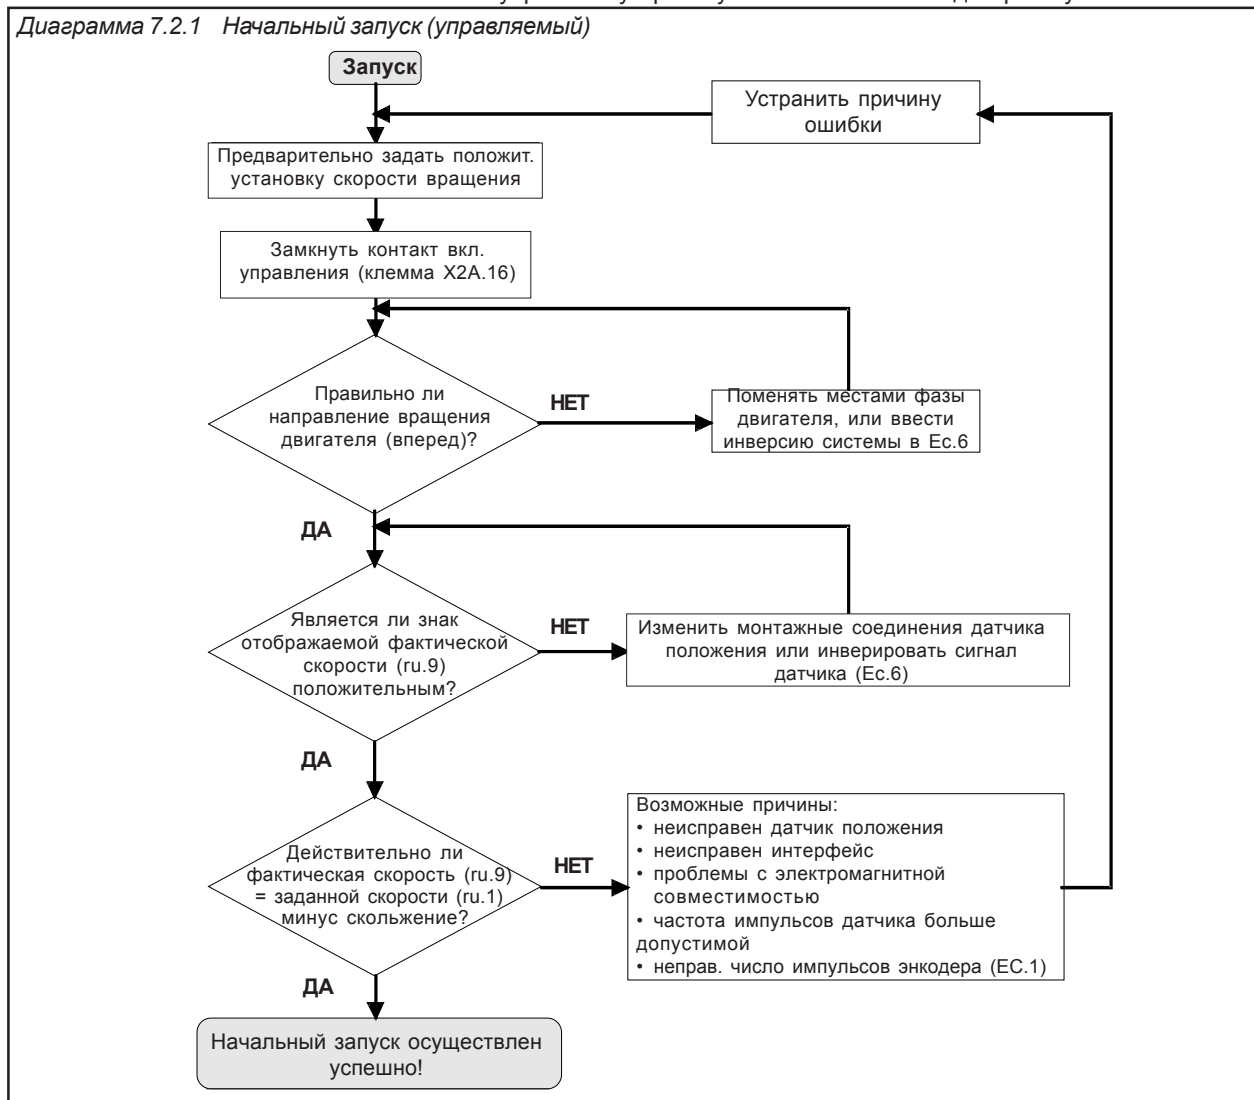 Диаграмма 7.2.1 Начальный запуск (управляемый)
Запуск
Устранить причину
ошибки
Предварительно задать положит.
установку скорости вращения
Замкнуть контакт вкл.
управления (клемма X2A.16)
Правильно ли
направление вращения
двигателя (вперед)?
НЕТ
Поменять местами фазы
двигателя, или ввести
инверсию системы в Ec.6
ДА
Является ли знак
отображаемой фактической
скорости (ru.9)
положительным?
НЕТ
Изменить монтажные соединения датчика
положения или инверировать сигнал
датчика (Ec.6)
ДА
Действительно ли
фактическая скорость (ru.9)
= заданной скорости (ru.1)
минус скольжение?
НЕТ
Возможные причины:
• неисправен датчик положения
• неисправен интерфейс
• проблемы с электромагнитной
совместимостью
• частота импульсов датчика больше
допустимой
• неправ. число импульсов энкодера (EC.1)
ДА
Начальный запуск осуществлен
успешно!